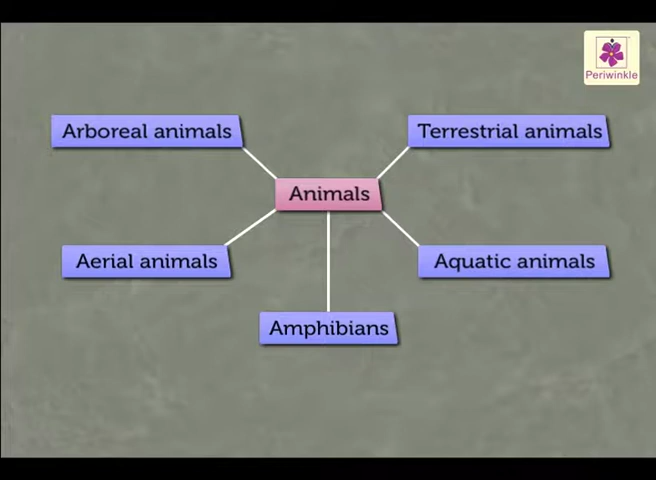 Periwinkle
Arboreal animals
Terrestrial animals
Animals
Aerial animals
Aquatic animals
Amphibians